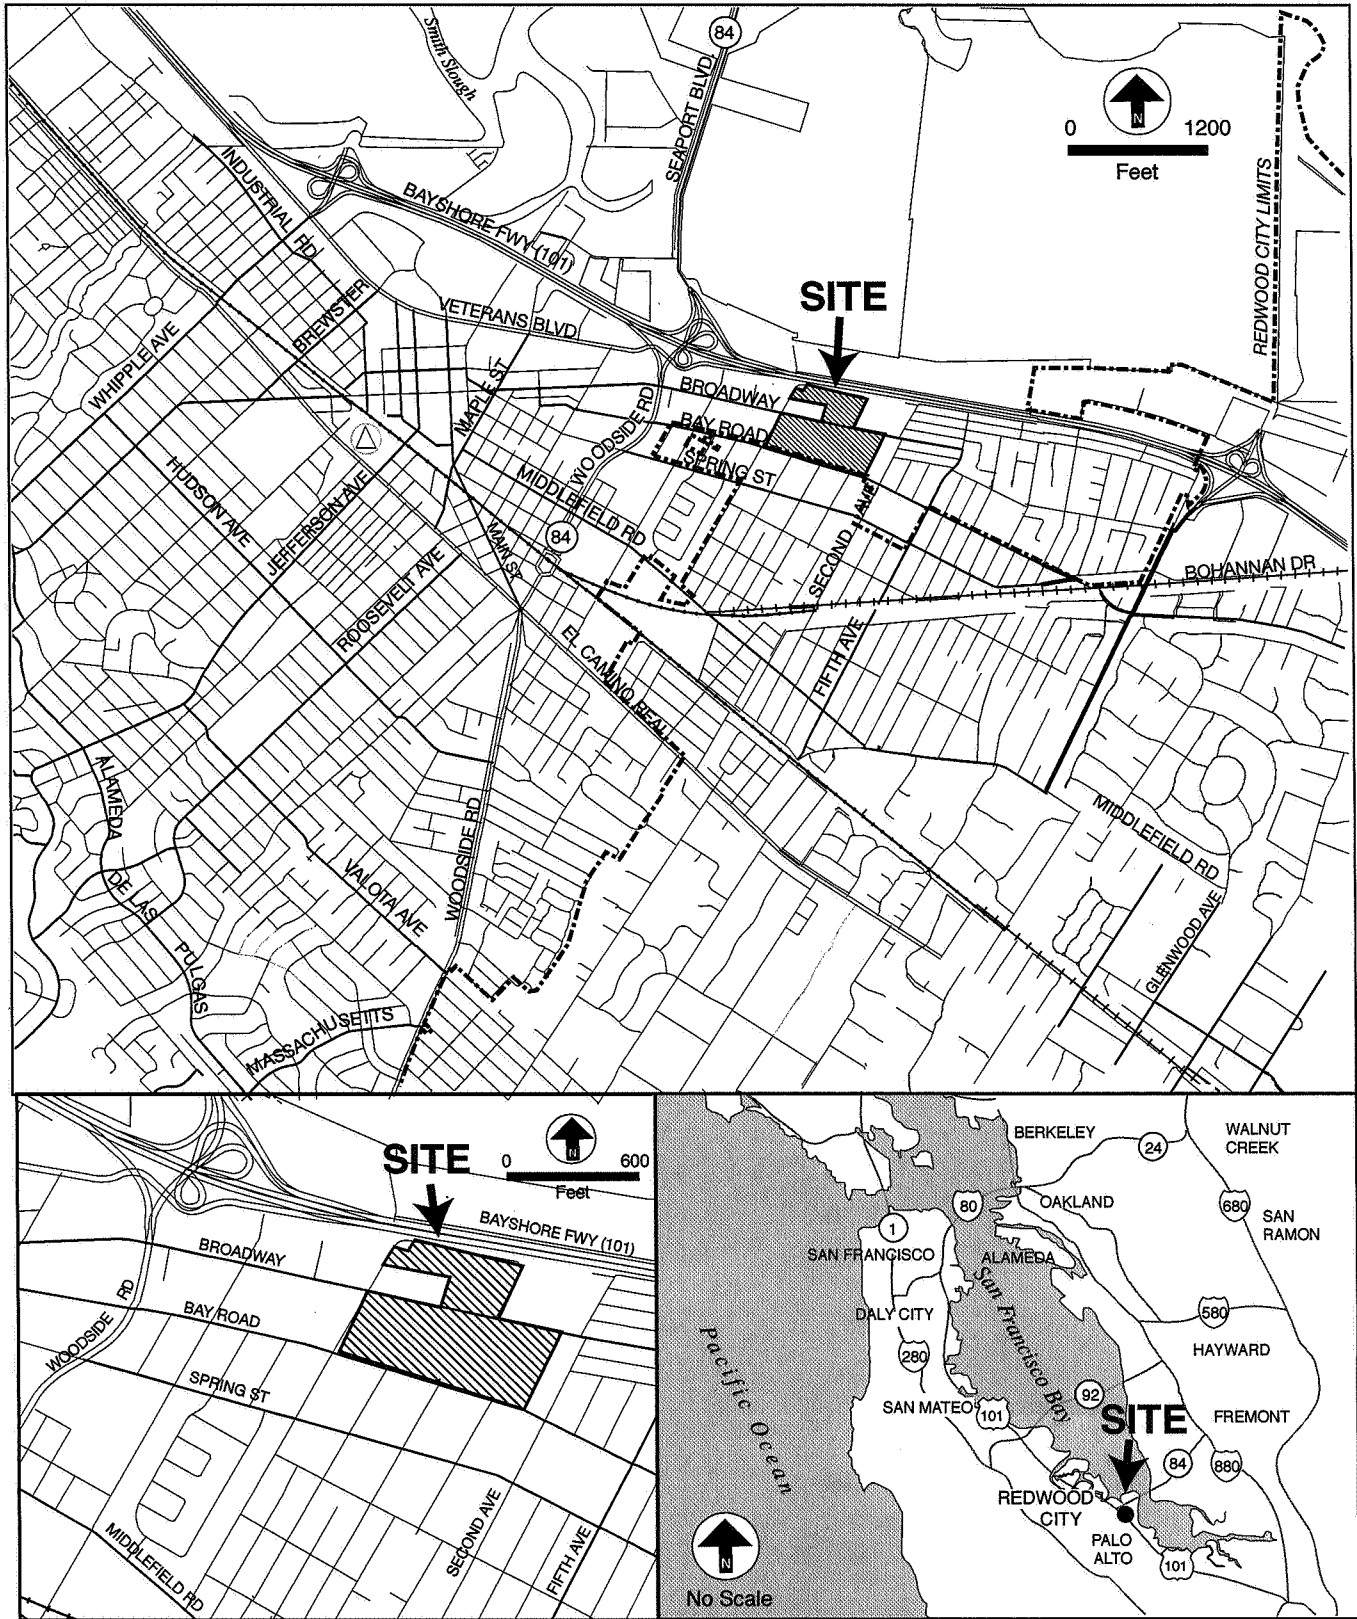 Smith Slough
84
SEAPORT BLVD
N
0 1200
Feet
REDWOOD CITY LIMITS
INDUSTRIAL RD
BAYSHORE FWY (101)
SITE
WHIPPLE AVE
BREWSTER
VETERANS BLVD
MAPLE ST
BROADWAY
BAY ROAD
WOODSIDE RD
SPRING ST
MIDDLEFIELD RD
HUDSON AVE
JEFFERSON AVE
ROOSEVELT AVE
MAIN ST
84
SECOND AVE
BOHANNAN DR
FIFTH AVE
EL CAMINO REAL
ALAMEDA
DE LAS
PULGAS
WOODSIDE RD
VALOTA AVE
MASSACHUSETTS
MIDDLEFIELD RD
GLENWOOD AVE
SITE
N
0 600
Feet
BAYSHORE FWY (101)
BROADWAY
BAY ROAD
WOODSIDE RD
SPRING ST
SECOND AVE
FIFTH AVE
MIDDLEFIELD RD
BERKELEY
24
WALNUT
CREEK
80
OAKLAND
680
SAN
RAMON
1
SAN FRANCISCO
ALAMEDA
San Francisco Bay
DALY CITY
580
280
HAYWARD
Pacific Ocean
92
SAN MATEO
101
SITE
FREMONT
84
880
REDWOOD
CITY
PALO
ALTO
101
N
No Scale